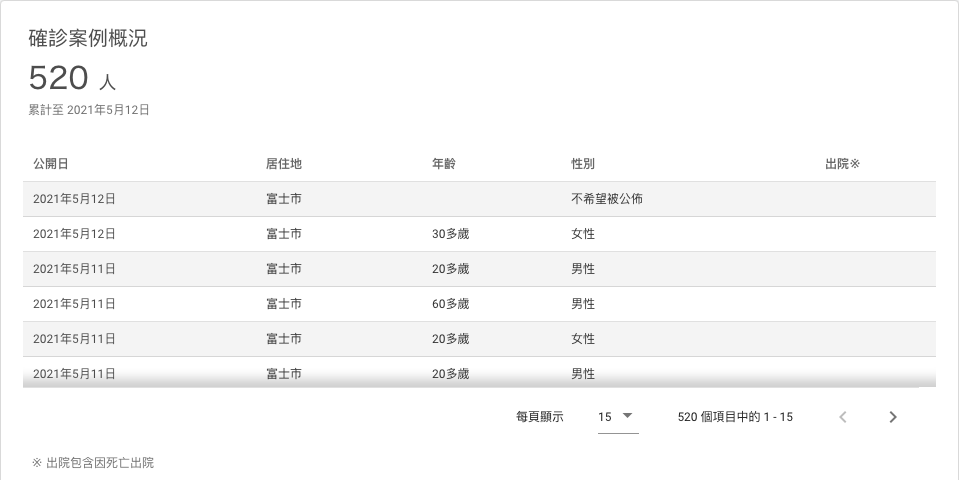 確診案例概況
520 人
累計至 2021年5月12日
公開日 居住地 年齡 性別 出院※
2021年5月12日 富士市 不希望被公佈
2021年5月12日 富士市 30多歲 女性
2021年5月11日 富士市 20多歲 男性
2021年5月11日 富士市 60多歲 男性
2021年5月11日 富士市 20多歲 女性
2021年5月11日 富士市 20多歲 男性
每頁顯示 15 520 個項目中的 1 - 15
※ 出院包含因死亡出院